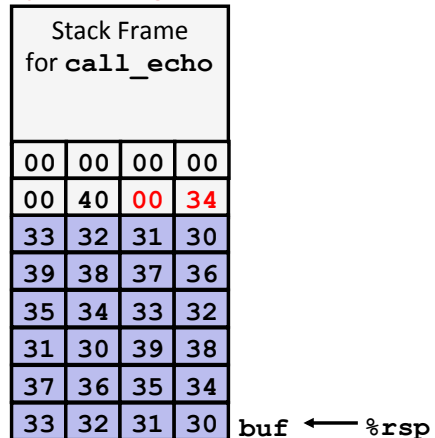 Stack Frame
for call_echo
00 00 00 00
00 40 00 34
33 32 31 30
39 38 37 36
35 34 33 32
31 30 39 38
37 36 35 34
33 32 31 30 buf ← %rsp